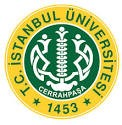 T.C. İSTANBUL ÜNİVERSİTESİ
CERRAHPAŞA
1453